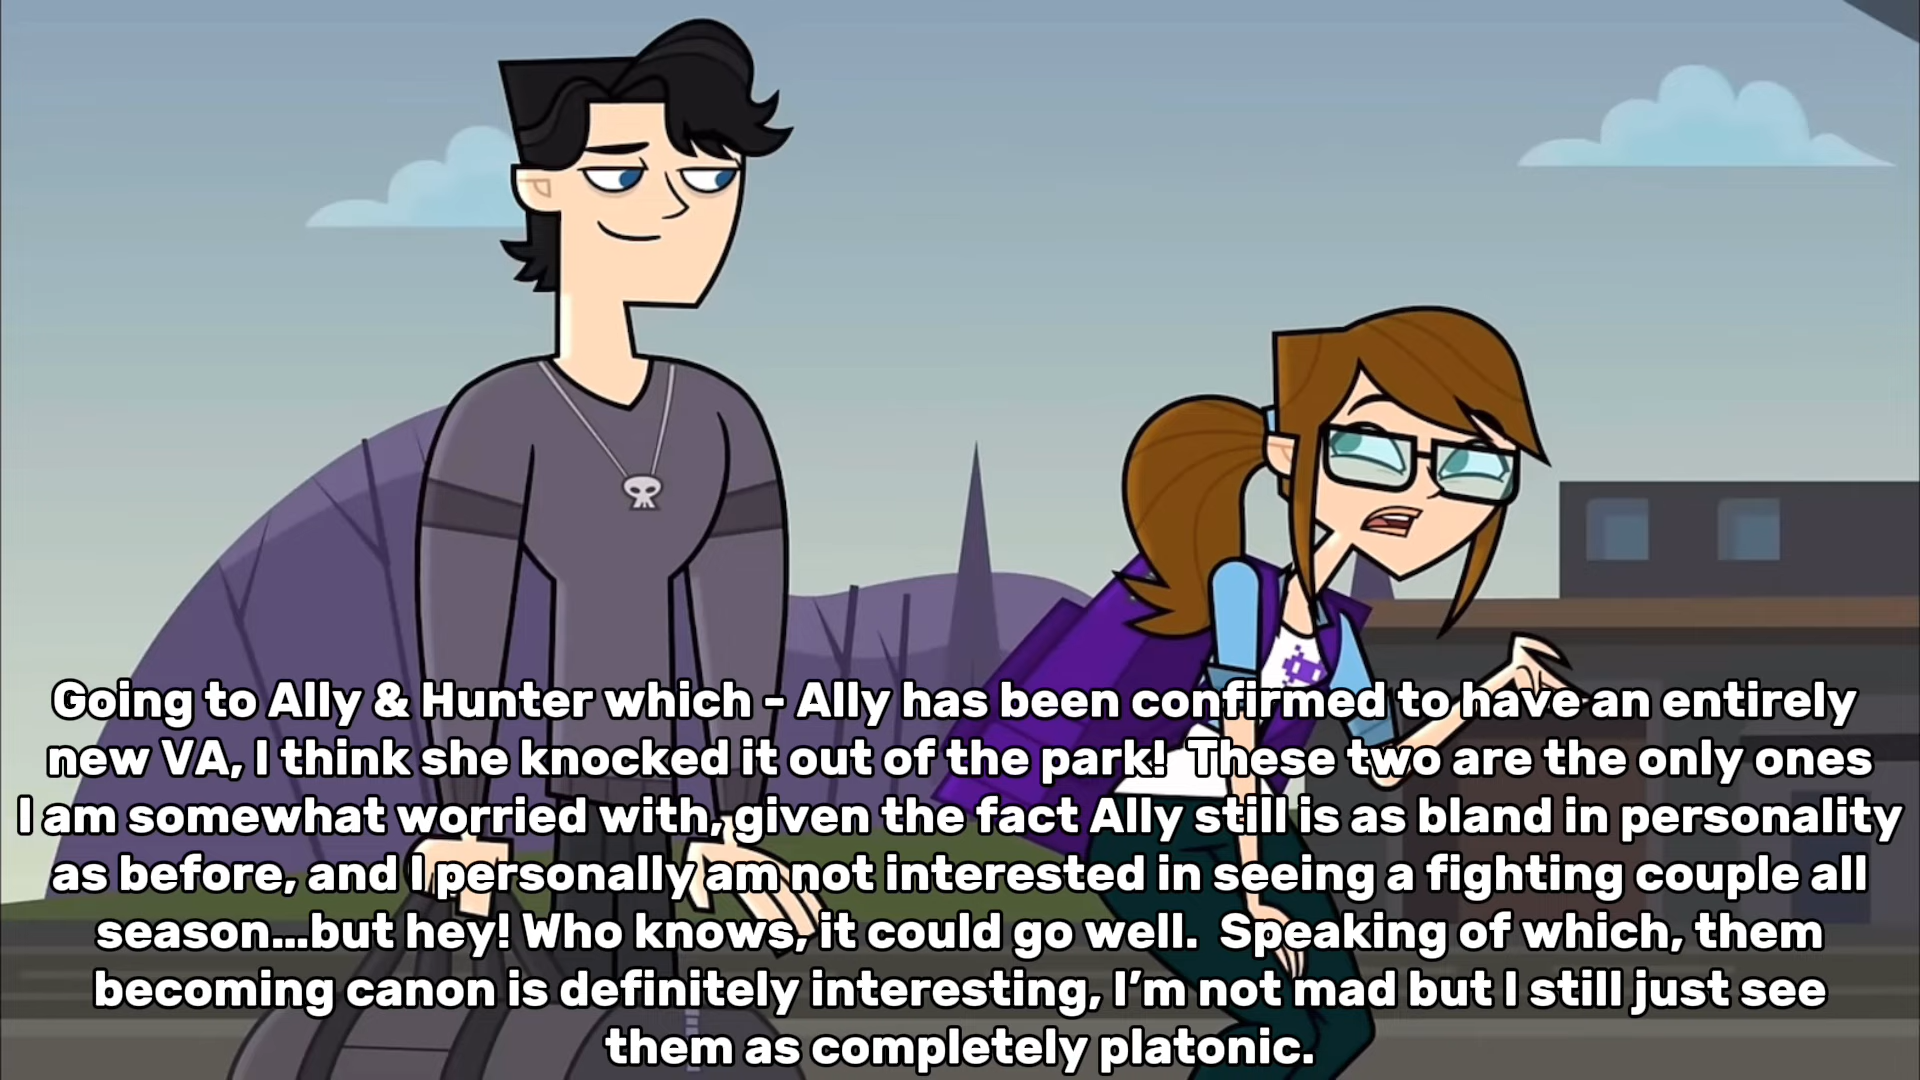 Going to Ally & Hunter which - Ally has been confirmed to have an entirely
new VA, I think she knocked it out of the park!  These two are the only ones
I am somewhat worried with, given the fact Ally still is as bland in personality
as before, and I personally am not interested in seeing a fighting couple all
season...but hey! Who knows, it could go well.  Speaking of which, them
becoming canon is definitely interesting, I'm not mad but I still just see
them as completely platonic.